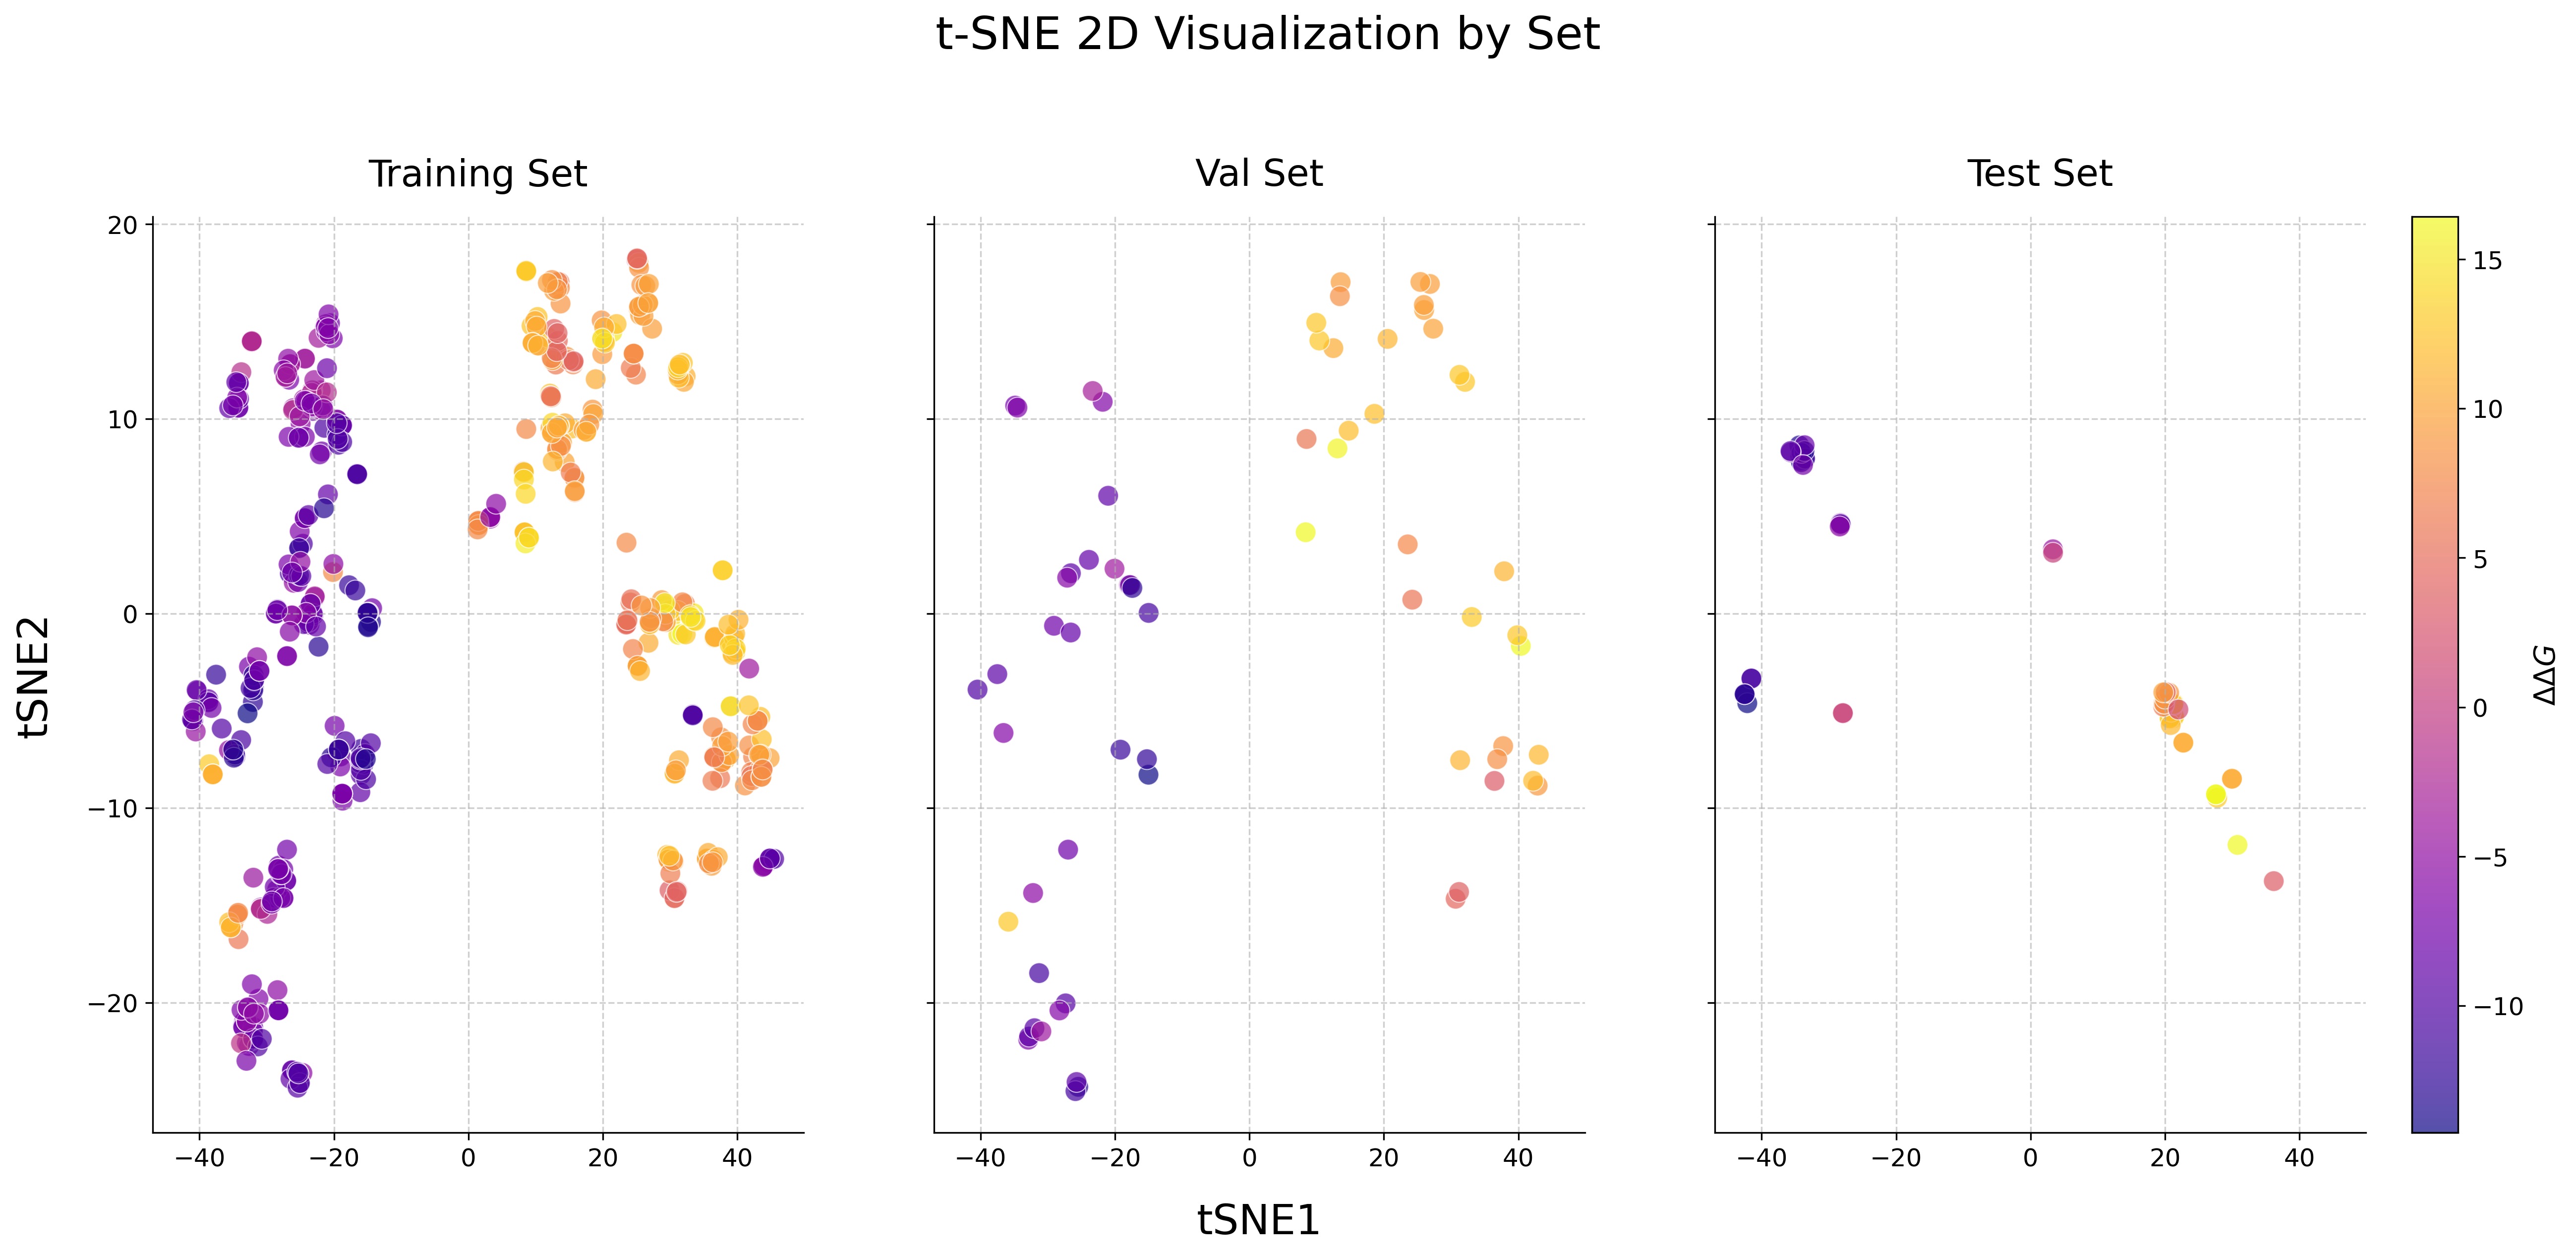 t-SNE 2D Visualization by Set
Training Set
Val Set
Test Set
tSNE2
20
10
0
−10
−20
−40 −20 0 20 40
−40 −20 0 20 40
−40 −20 0 20 40
tSNE1
15
10
5
0
−5
−10
ΔΔG